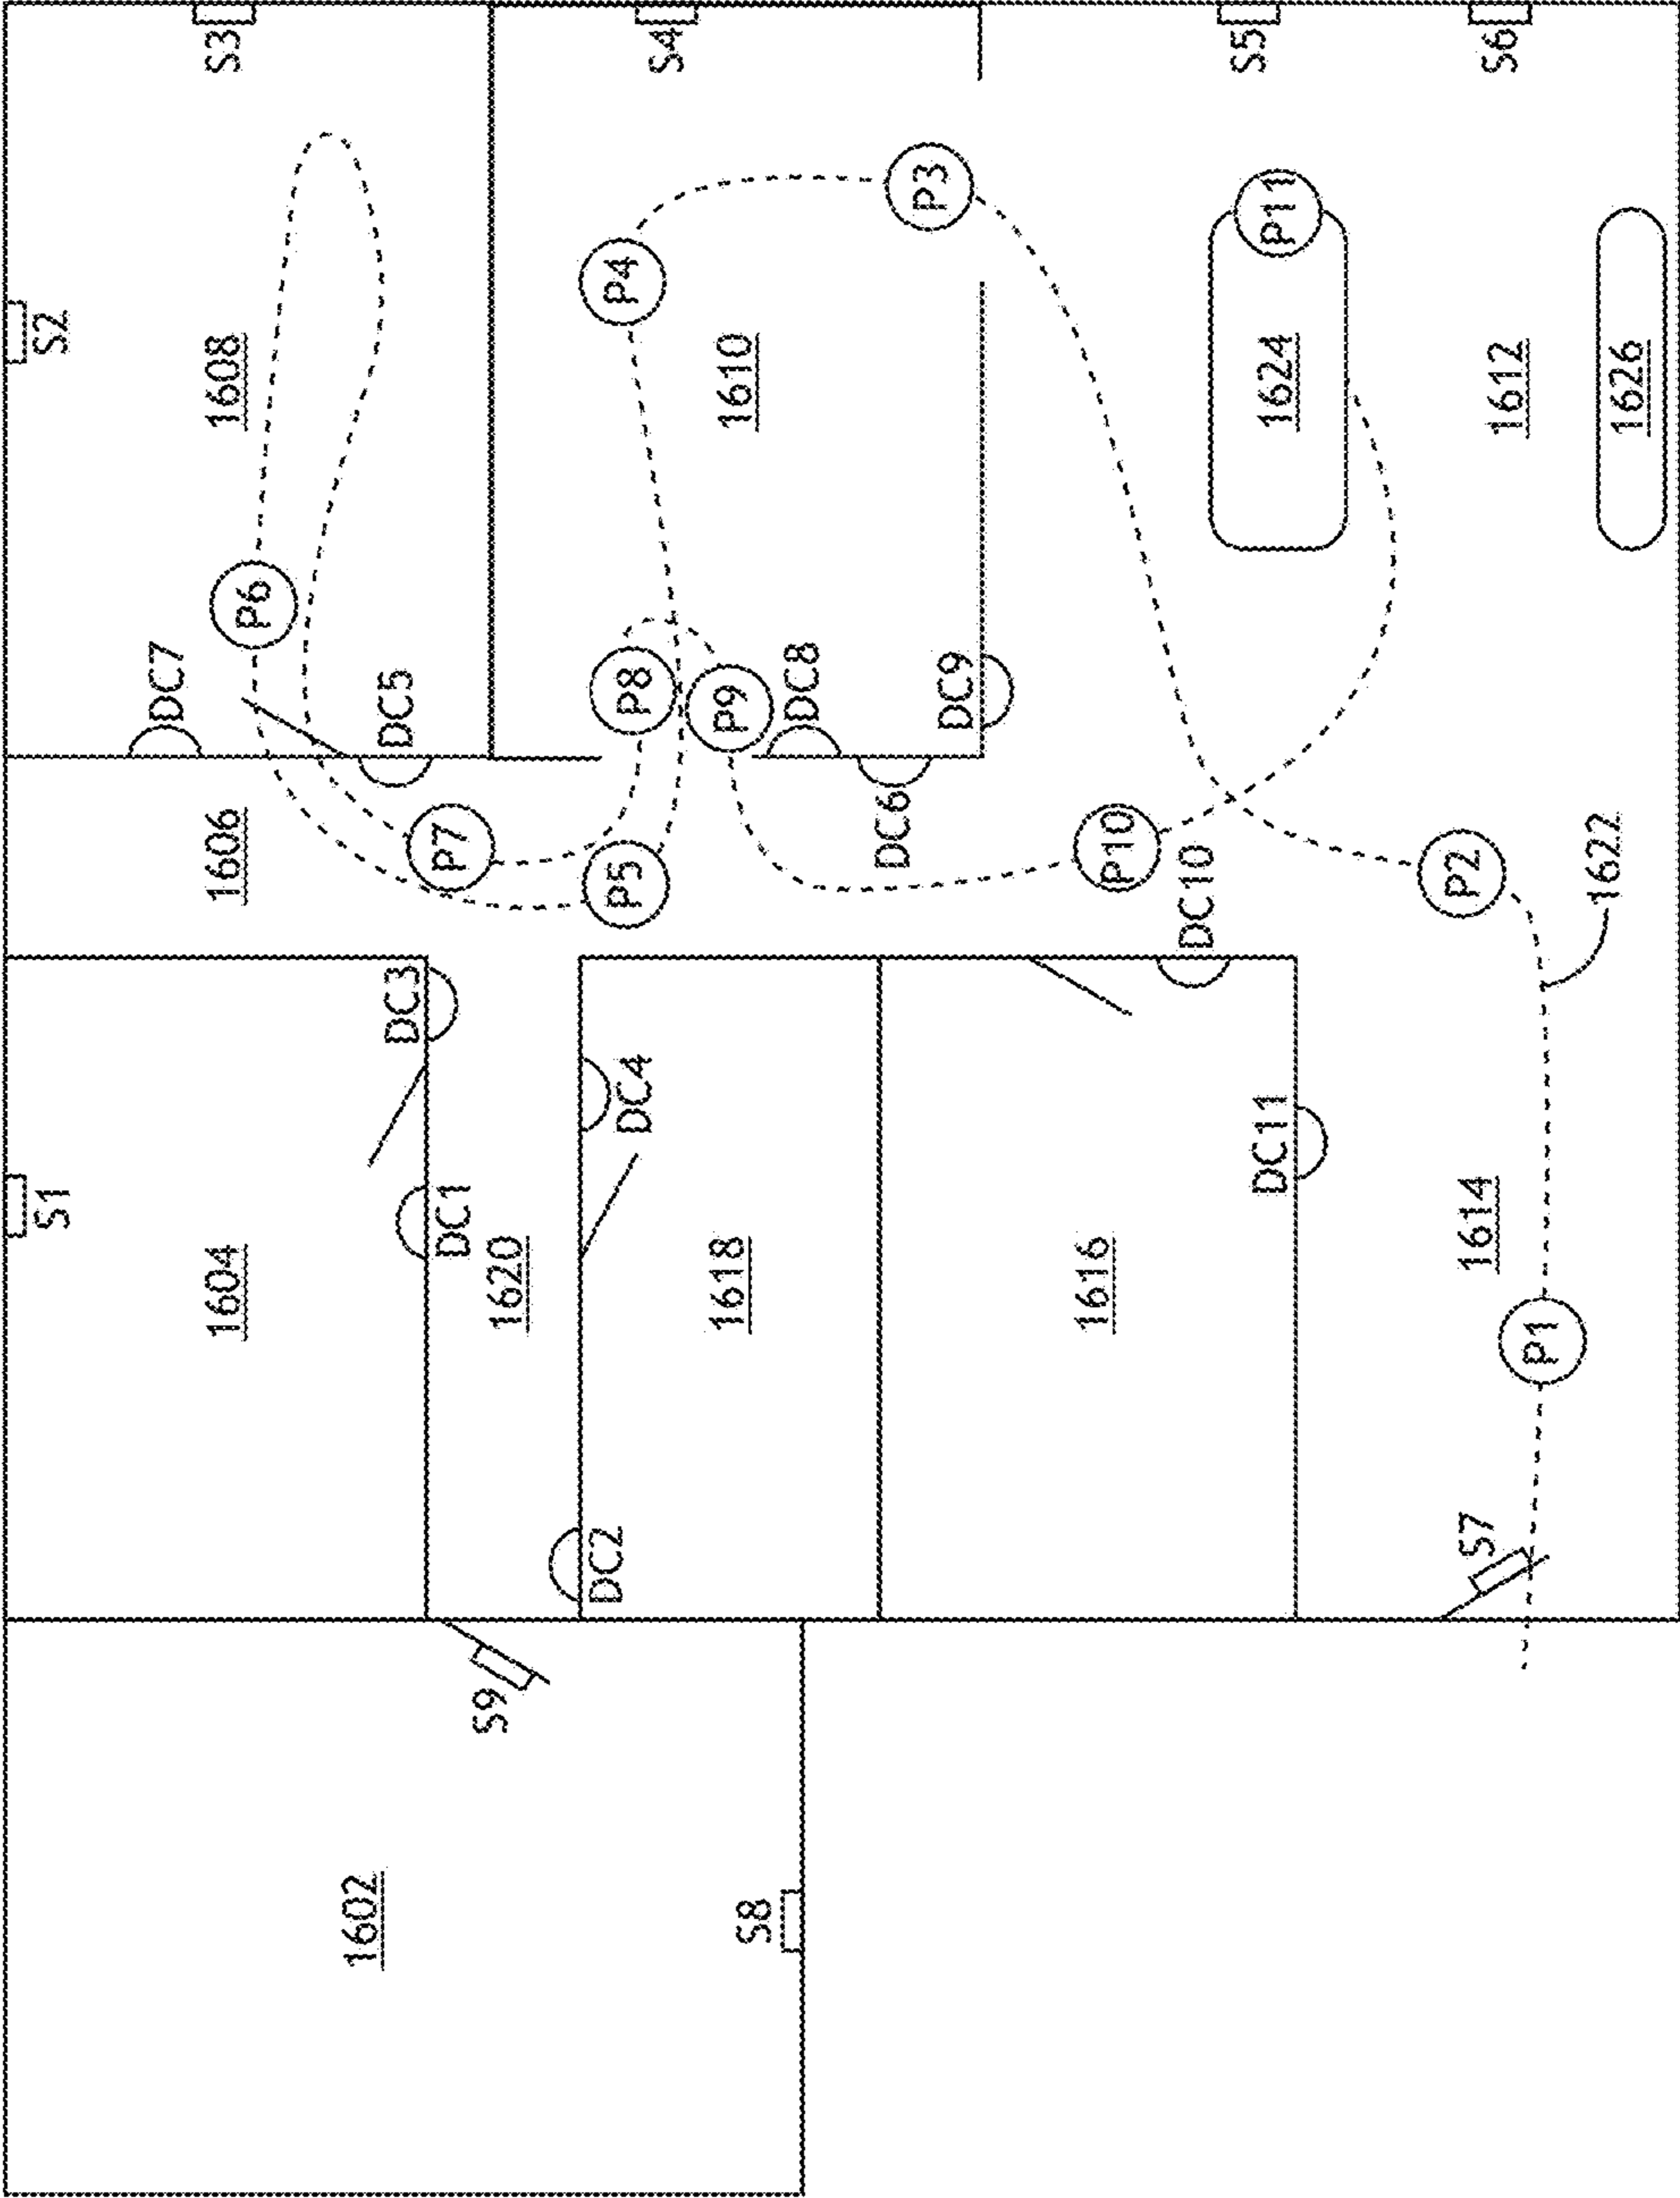 S3
S4
S5
S6
S2
1608
P6
DC7
DC5
P4
P3
1610
P8
P9
DC8
DC9
P11
1624
1612
1626
1606
P7
P5
DC6
P10
DC10
P2
1622
S1
1604
DC3
DC1
1620
DC4
DC2
1618
1616
DC11
1614
P1
S7
1602
S9
S8